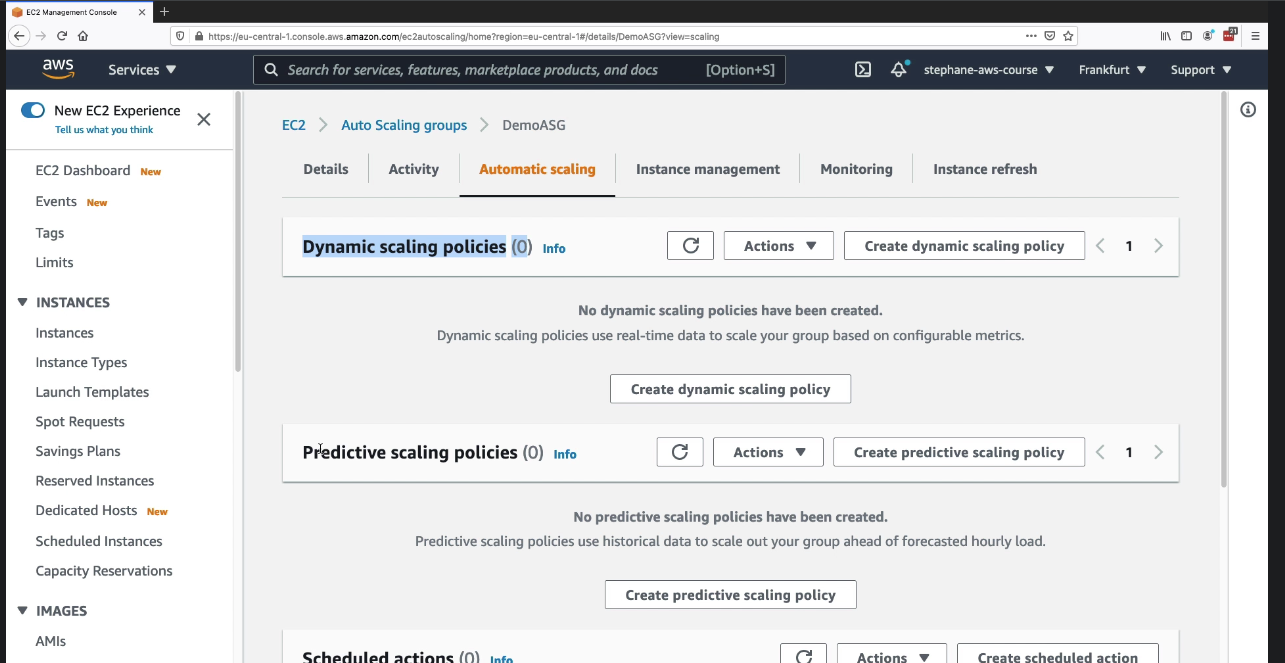 EC2 Management Console
https://eu-central-1.console.aws.amazon.com/ec2autoscaling/home?region=eu-central-1#/details/DemoASG?view=scaling
aws
Services
Search for services, features, marketplace products, and docs
[Option+S]
stephane-aws-course
Frankfurt
Support
New EC2 Experience
Tell us what you think
EC2 Dashboard New
Events New
Tags
Limits
INSTANCES
Instances
Instance Types
Launch Templates
Spot Requests
Savings Plans
Reserved Instances
Dedicated Hosts New
Scheduled Instances
Capacity Reservations
IMAGES
AMIs
EC2 > Auto Scaling groups > DemoASG
Details
Activity
Automatic scaling
Instance management
Monitoring
Instance refresh
Dynamic scaling policies (0) Info
Actions
Create dynamic scaling policy
1
No dynamic scaling policies have been created.
Dynamic scaling policies use real-time data to scale your group based on configurable metrics.
Create dynamic scaling policy
Predictive scaling policies (0) Info
Actions
Create predictive scaling policy
1
No predictive scaling policies have been created.
Predictive scaling policies use historical data to scale out your group ahead of forecasted hourly load.
Create predictive scaling policy
Scheduled actions (0) Info
Actions
Create scheduled action